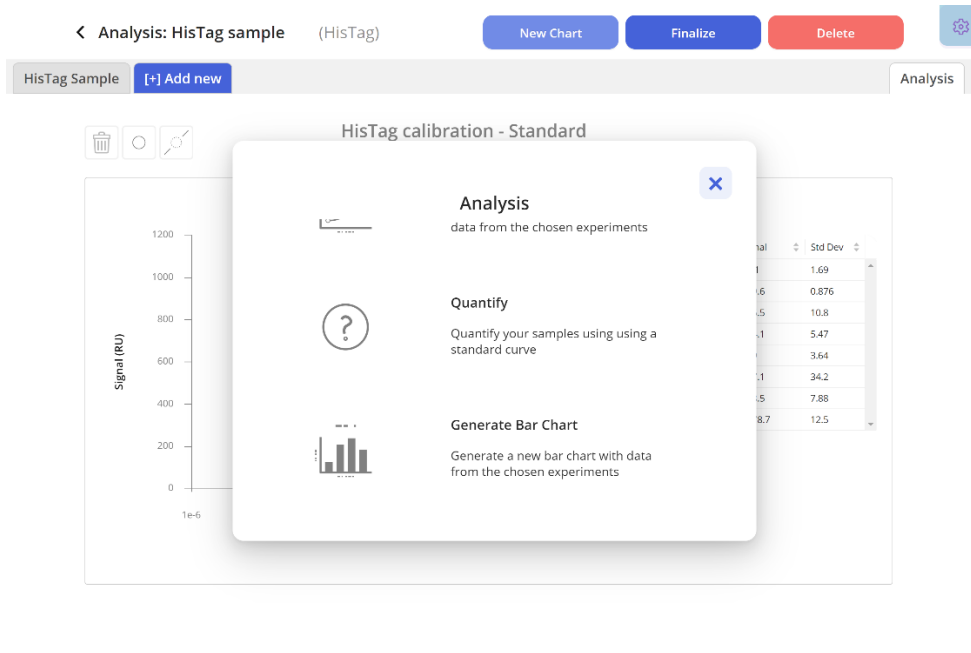 Analysis: HisTag sample (HisTag) New Chart Finalize Delete
HisTag Sample [+] Add new Analysis
HisTag calibration - Standard
Analysis
data from the chosen experiments
Quantify
Quantify your samples using using a
standard curve
Generate Bar Chart
Generate a new bar chart with data
from the chosen experiments
Signal (RU)
1200
1000
800
600
400
200
0
1e-6
Std Dev
1.69
0.876
10.8
5.47
3.64
34.2
7.88
12.5